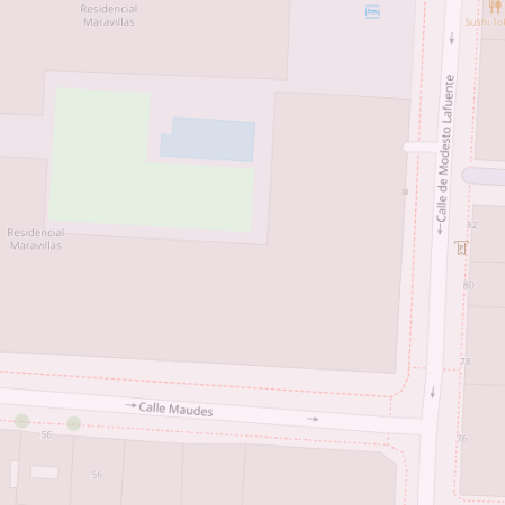 Residencial
Maravillas
Sushi To
Calle de Modesto Lafuente
82
Residencial
Maravillas
80
78
Calle Maudes
56
76
56